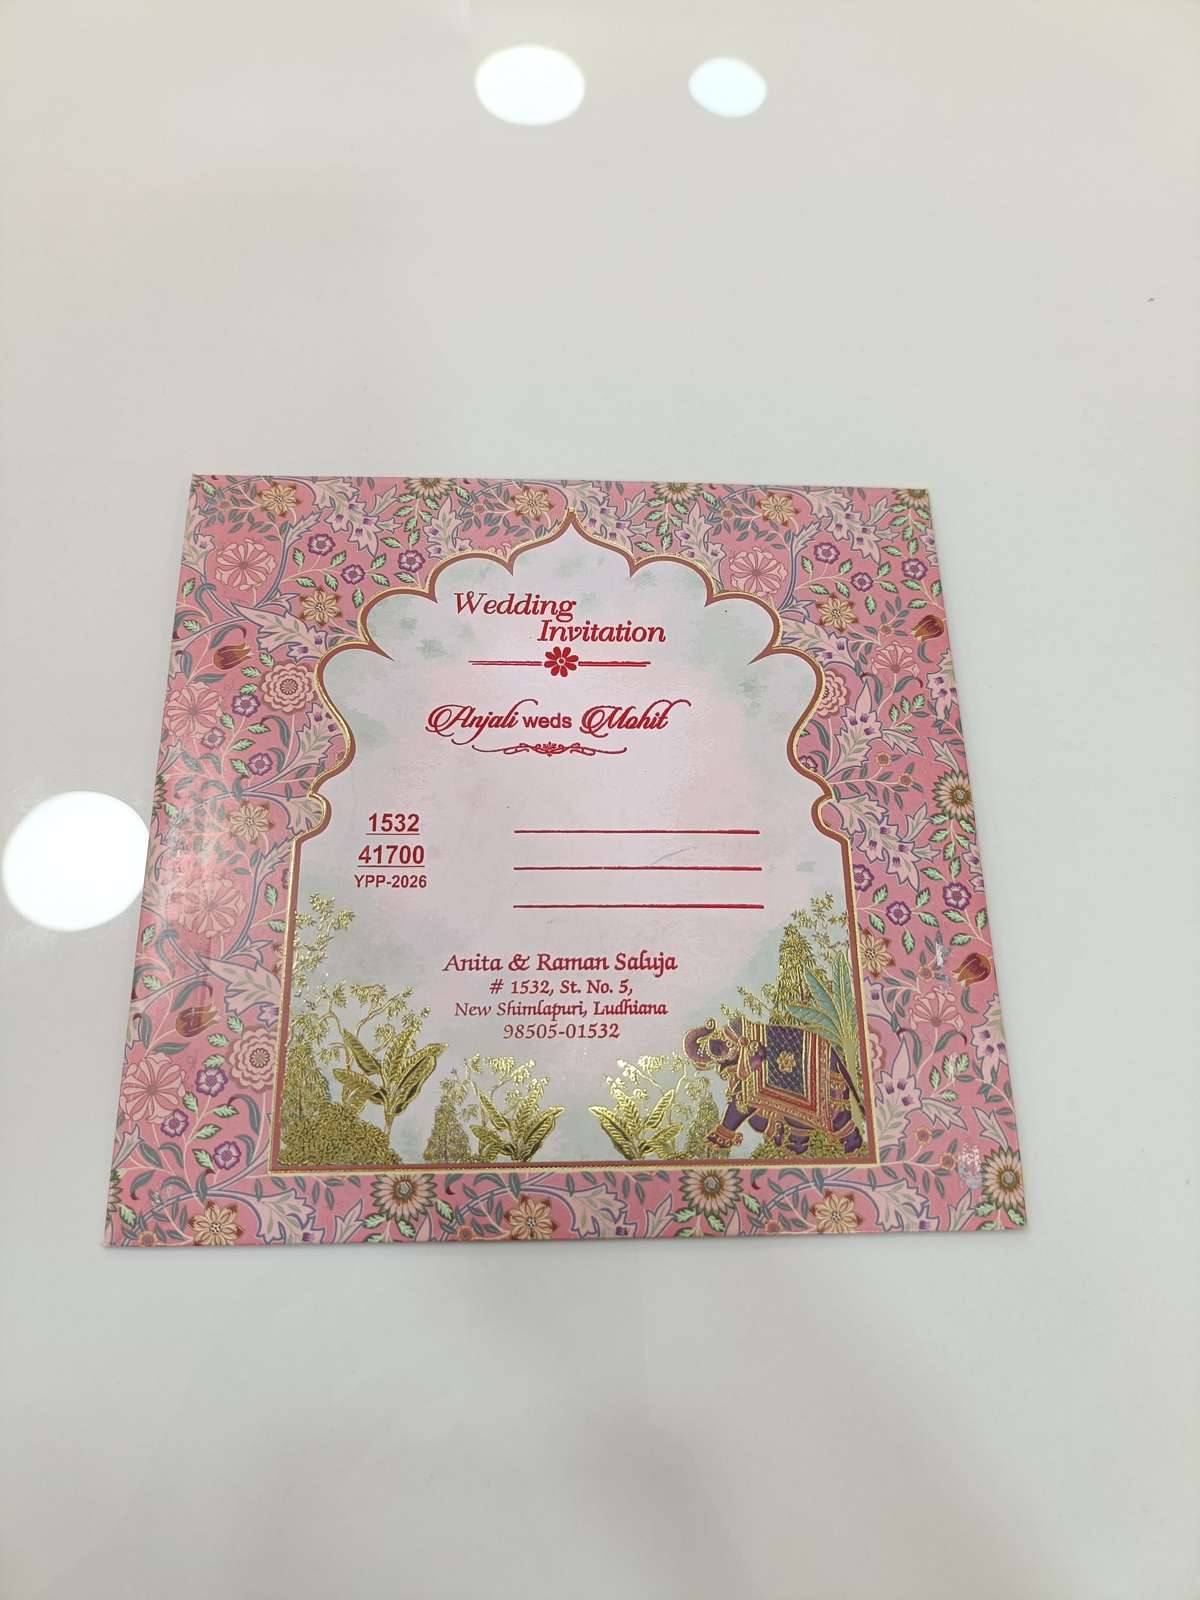 Wedding
Invitation
Anjali weds Mohit
1532
41700
YPP-2026
Anita & Raman Saluja
# 1532, St. No. 5,
New Shimlapuri, Ludhiana
98505-01532